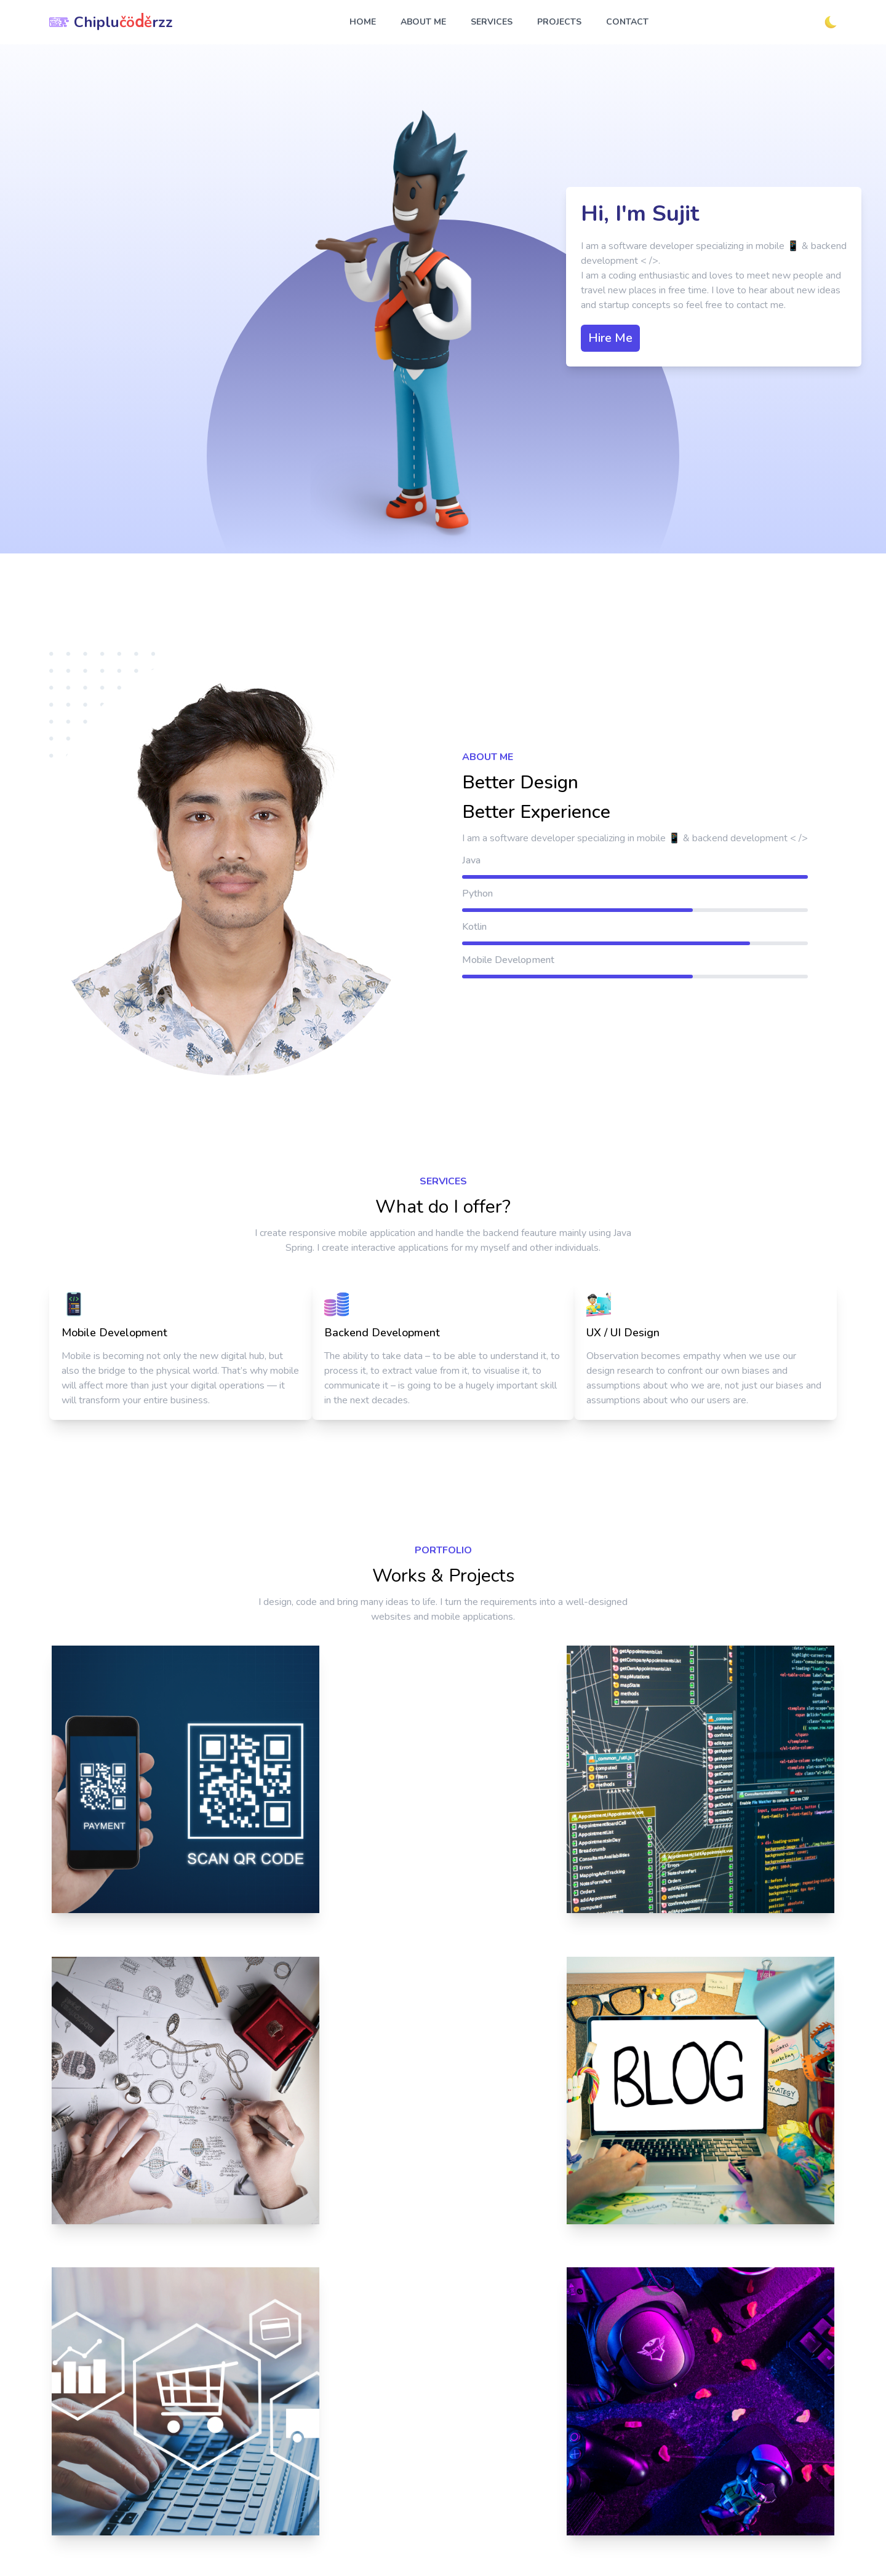 Chiplučöděrzz
HOME
ABOUT ME
SERVICES
PROJECTS
CONTACT
Hi, I'm Sujit
I am a software developer specializing in mobile 📱 & backend
development < />.
I am a coding enthusiastic and loves to meet new people and
travel new places in free time. I love to hear about new ideas
and startup concepts so feel free to contact me.
Hire Me
ABOUT ME
Better Design
Better Experience
I am a software developer specializing in mobile 📱 & backend development < />
Java
Python
Kotlin
Mobile Development
SERVICES
What do I offer?
I create responsive mobile application and handle the backend feauture mainly using Java
Spring. I create interactive applications for my myself and other individuals.
Mobile Development
Mobile is becoming not only the new digital hub, but
also the bridge to the physical world. That's why mobile
will affect more than just your digital operations — it
will transform your entire business.
Backend Development
The ability to take data – to be able to understand it, to
process it, to extract value from it, to visualise it, to
communicate it – is going to be a hugely important skill
in the next decades.
UX / UI Design
Observation becomes empathy when we use our
design research to confront our own biases and
assumptions about who we are, not just our biases and
assumptions about who our users are.
PORTFOLIO
Works & Projects
I design, code and bring many ideas to life. I turn the requirements into a well-designed
websites and mobile applications.
PAYMENT
SCAN QR CODE
BLOG